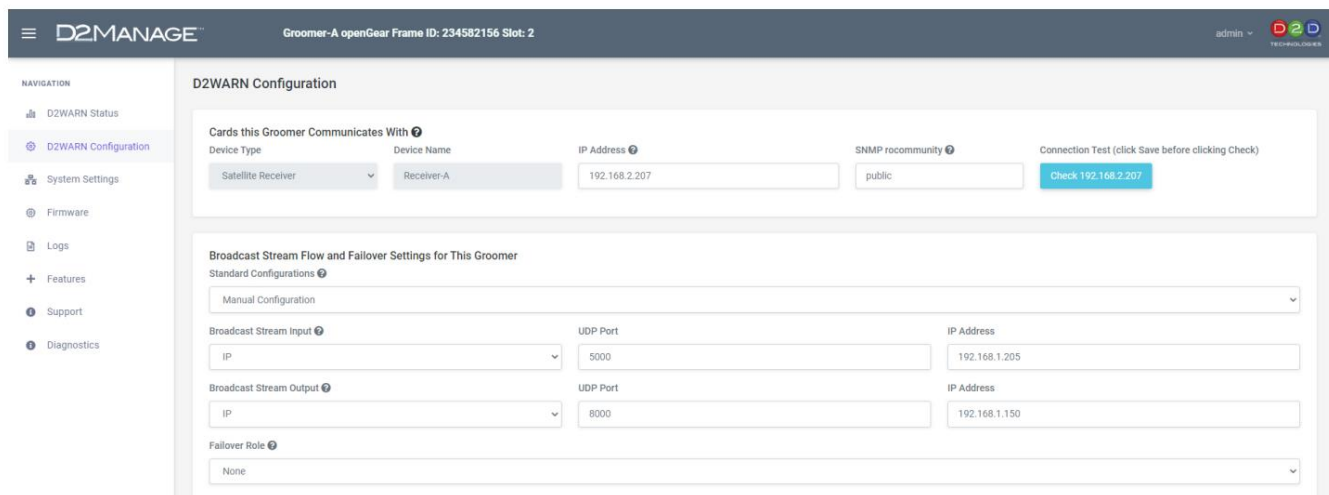 D2MANAGE™ Groomer-A openGear Frame ID: 234582156 Slot: 2 admin D2D
TECHNOLOGIES
NAVIGATION
D2WARN Status
D2WARN Configuration
System Settings
Firmware
Logs
Features
Support
Diagnostics
D2WARN Configuration
Cards this Groomer Communicates With
Device Type Device Name IP Address SNMP rocommunity Connection Test (click Save before clicking Check)
Satellite Receiver Receiver-A 192.168.2.207 public Check 192.168.2.207
Broadcast Stream Flow and Failover Settings for This Groomer
Standard Configurations
Manual Configuration
Broadcast Stream Input UDP Port IP Address
IP 5000 192.168.1.205
Broadcast Stream Output UDP Port IP Address
IP 8000 192.168.1.150
Failover Role
None